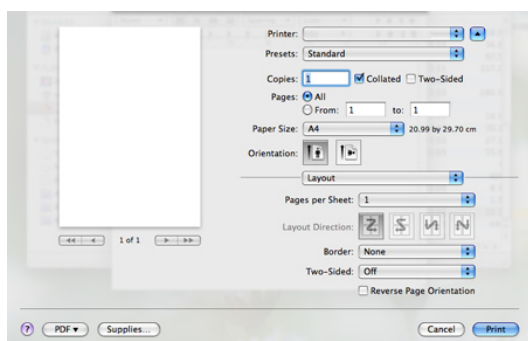 Printer:
Presets: Standard
Copies: 1 Collated Two-Sided
Pages: All
From: 1 to: 1
Paper Size: A4 20.99 by 29.70 cm
Orientation:
Layout
Pages per Sheet: 1
Layout Direction:
Border: None
Two-Sided: Off
Reverse Page Orientation
1 of 1
? PDF Supplies... Cancel Print